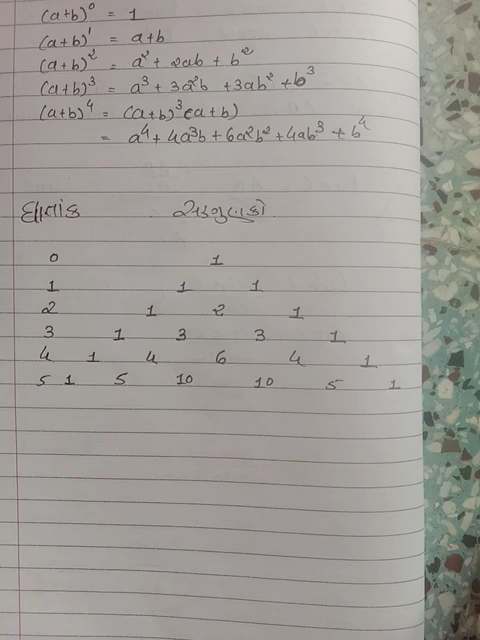 (a+b)⁰ = 1
(a+b)¹ = a+b
(a+b)² = a² + 2ab + b²
(a+b)³ = a³ + 3a²b + 3ab² + b³
(a+b)⁴ = (a+b)³(a+b)
= a⁴ + 4a³b + 6a²b² + 4ab³ + b⁴
ઘાતાંક સહગુણકો
0 1
1 1 1
2 1 2 1
3 1 3 3 1
4 1 4 6 4 1
5 1 5 10 10 5 1